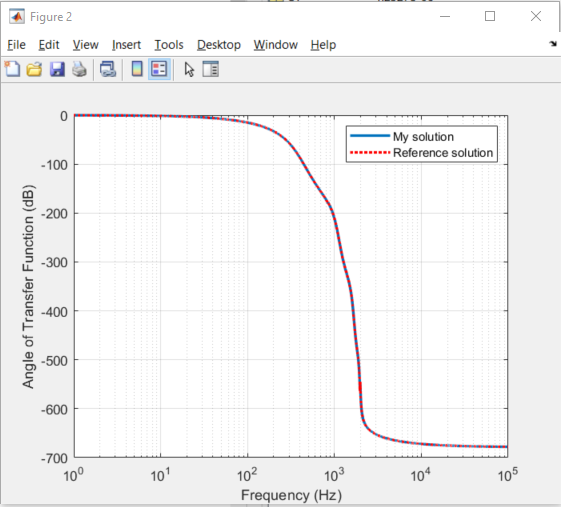 Figure 2
File Edit View Insert Tools Desktop Window Help
My solution
Reference solution
0
-100
-200
-300
-400
-500
-600
-700
Angle of Transfer Function (dB)
10^0 10^1 10^2 10^3 10^4 10^5
Frequency (Hz)